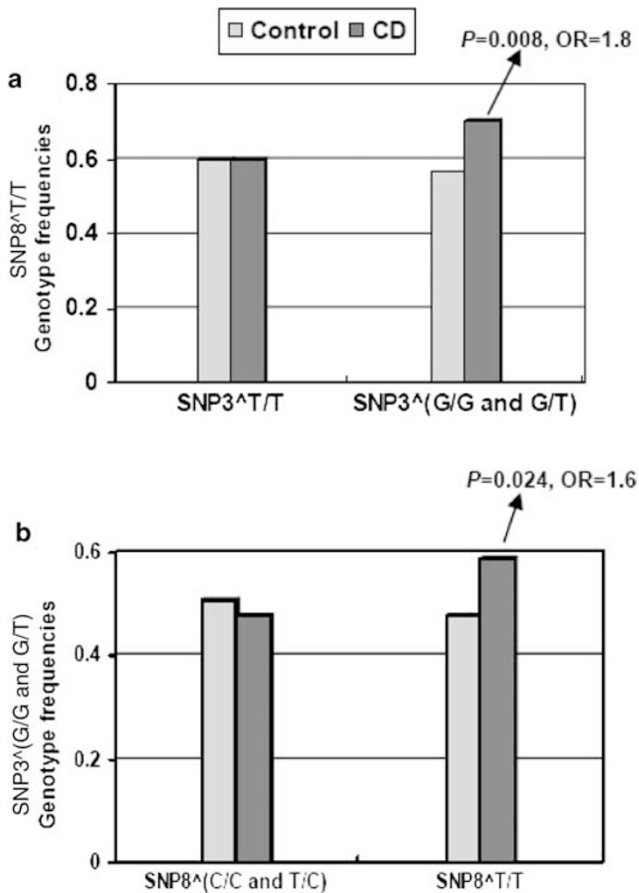 Control CD
P=0.008, OR=1.8
a
SNP8^T/T
Genotype frequencies
0.8
0.6
0.4
0.2
0
SNP3^T/T SNP3^(G/G and G/T)
P=0.024, OR=1.6
b
SNP3^(G/G and G/T)
Genotype frequencies
0.6
0.4
0.2
0
SNP8^(C/C and T/C) SNP8^T/T